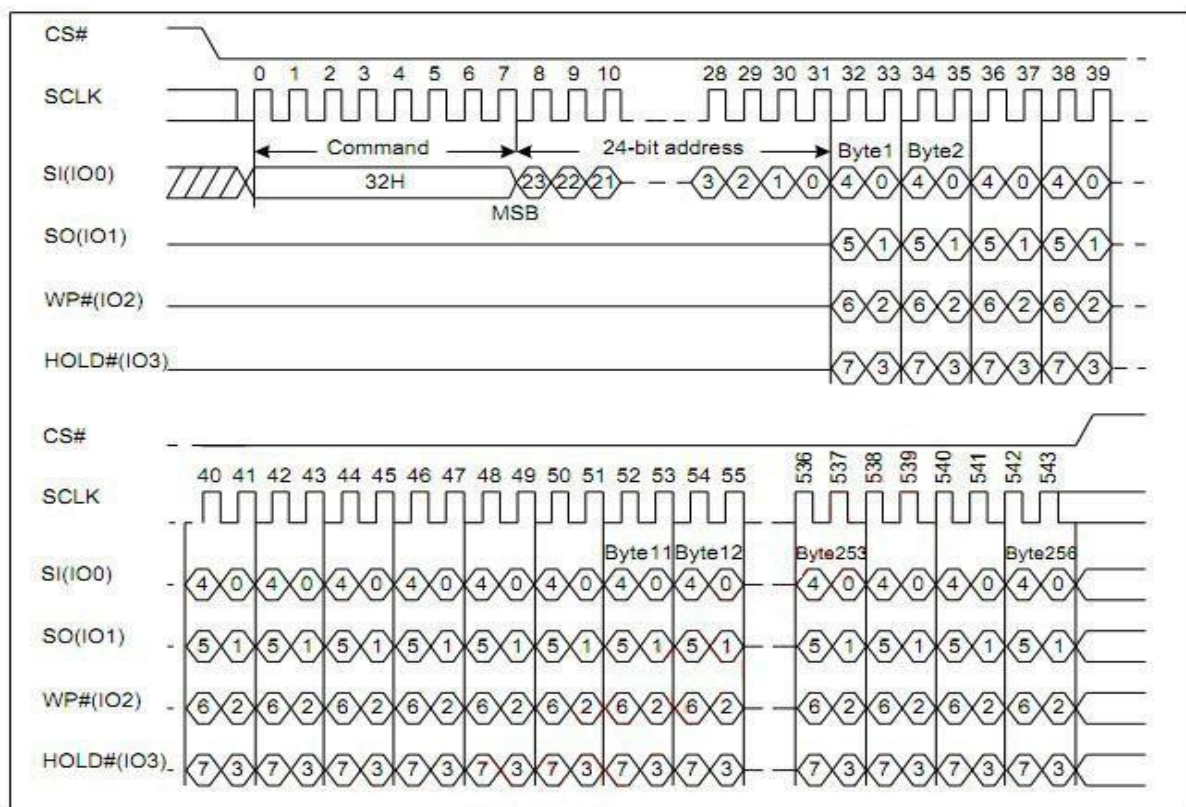 CS#
0 1 2 3 4 5 6 7 8 9 10 28 29 30 31 32 33 34 35 36 37 38 39
SCLK
Command 24-bit address Byte1 Byte2
SI(IO0) 32H 23 22 21 3 2 1 0 4 0 4 0 4 0 4 0
MSB
SO(IO1) 5 1 5 1 5 1 5 1
WP#(IO2) 6 2 6 2 6 2 6 2
HOLD#(IO3) 7 3 7 3 7 3 7 3
CS#
40 41 42 43 44 45 46 47 48 49 50 51 52 53 54 55 536 537 538 539 540 541 542 543
SCLK
Byte11 Byte12 Byte253 Byte256
SI(IO0) 4 0 4 0 4 0 4 0 4 0 4 0 4 0 4 0 4 0 4 0 4 0 4 0
SO(IO1) 5 1 5 1 5 1 5 1 5 1 5 1 5 1 5 1 5 1 5 1 5 1 5 1
WP#(IO2) 6 2 6 2 6 2 6 2 6 2 6 2 6 2 6 2 6 2 6 2 6 2 6 2
HOLD#(IO3) 7 3 7 3 7 3 7 3 7 3 7 3 7 3 7 3 7 3 7 3 7 3 7 3